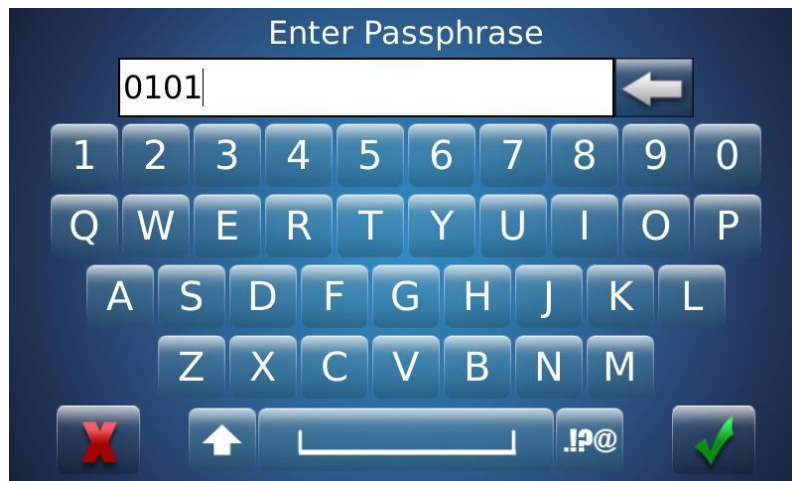 Enter Passphrase
0101
1 2 3 4 5 6 7 8 9 0
Q W E R T Y U I O P
A S D F G H J K L
Z X C V B N M
.!?@